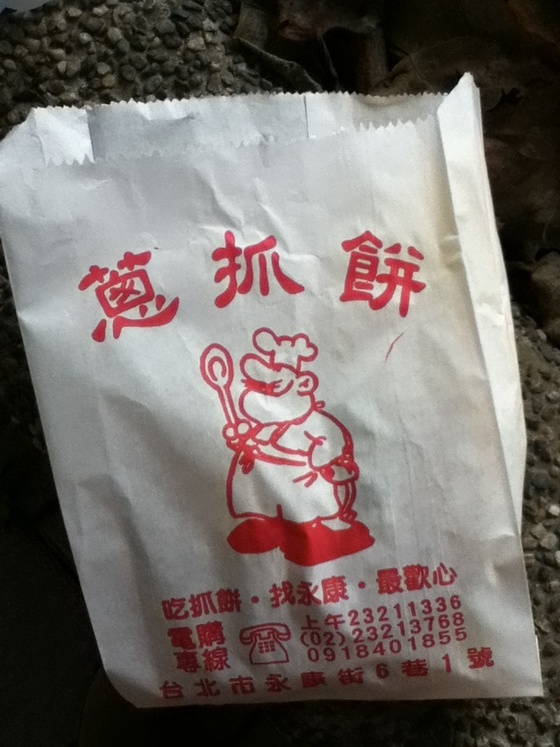 蔥抓餅
吃抓餅•找永康•最歡心
電購
專線
上午23211336
(02)23213768
0918401855
台北市永康街6巷1號